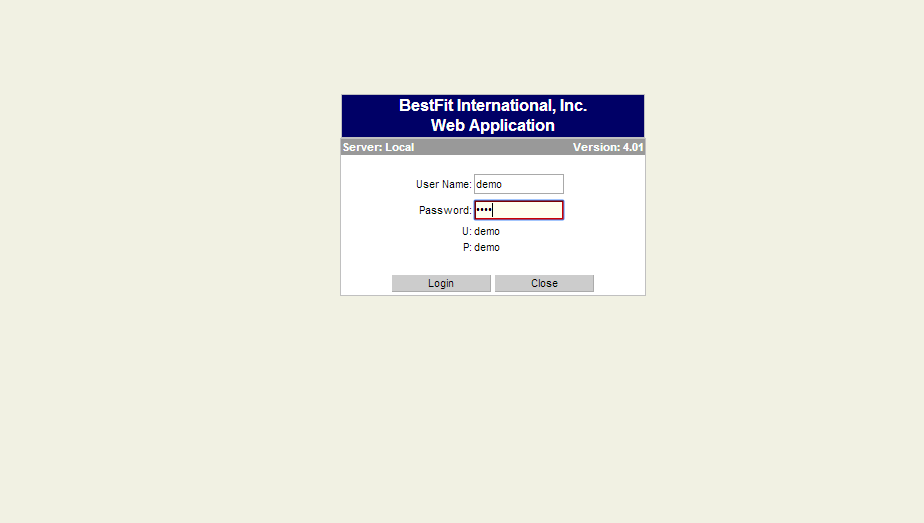 BestFit International, Inc.
Web Application
Server: Local Version: 4.01
User Name: demo
Password: ••••
U: demo
P: demo
Login Close